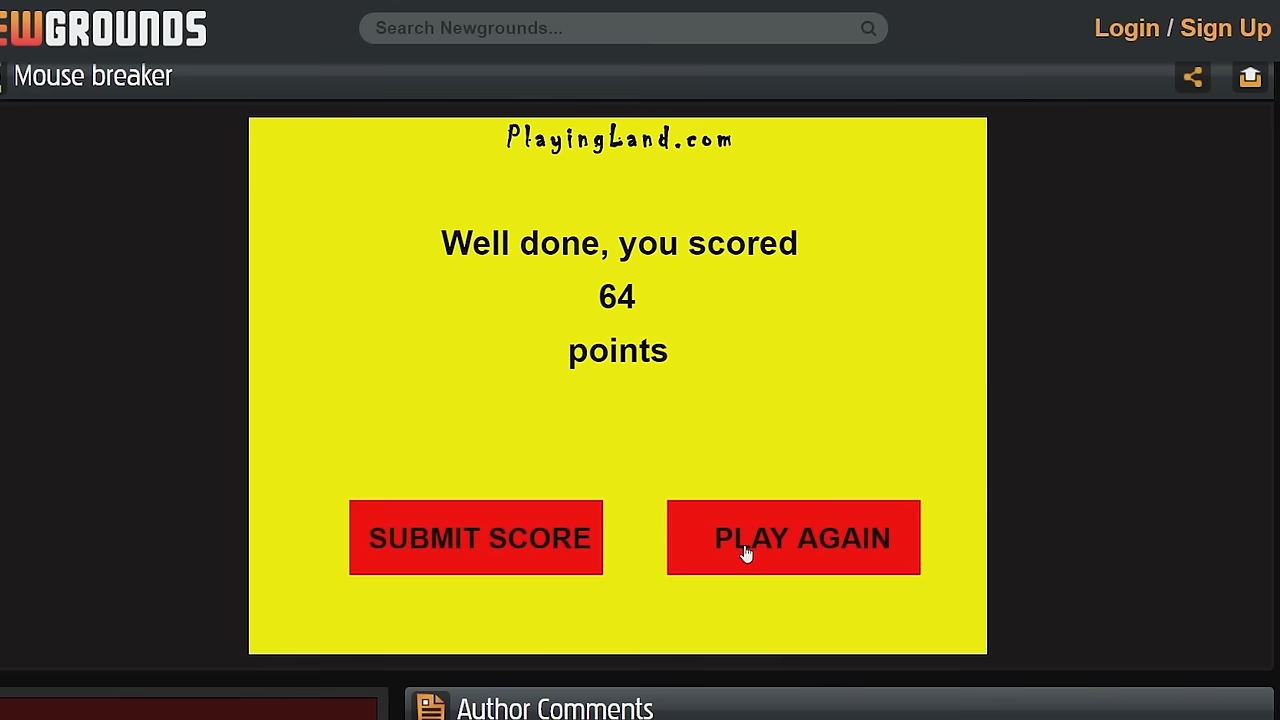 EWGROUNDS
Search Newgrounds...
Login / Sign Up
Mouse breaker
PlayingLand.com
Well done, you scored
64
points
SUBMIT SCORE
PLAY AGAIN
Author Comments